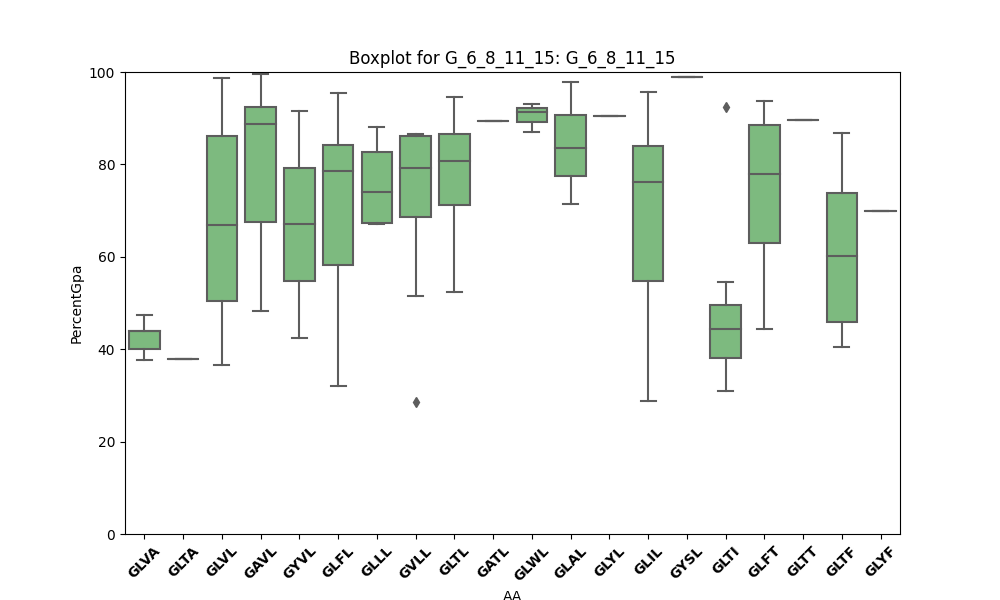 Boxplot for G_6_8_11_15: G_6_8_11_15
PercentGpa
100
80
60
40
20
0
GLVA
GLTA
GLVL
GAVL
GYVL
GLFL
GLLL
GVLL
GLTL
GATL
GLWL
GLAL
GLYL
GLIL
GYSL
GLTI
GLFT
GLTT
GLTF
GLYF
AA